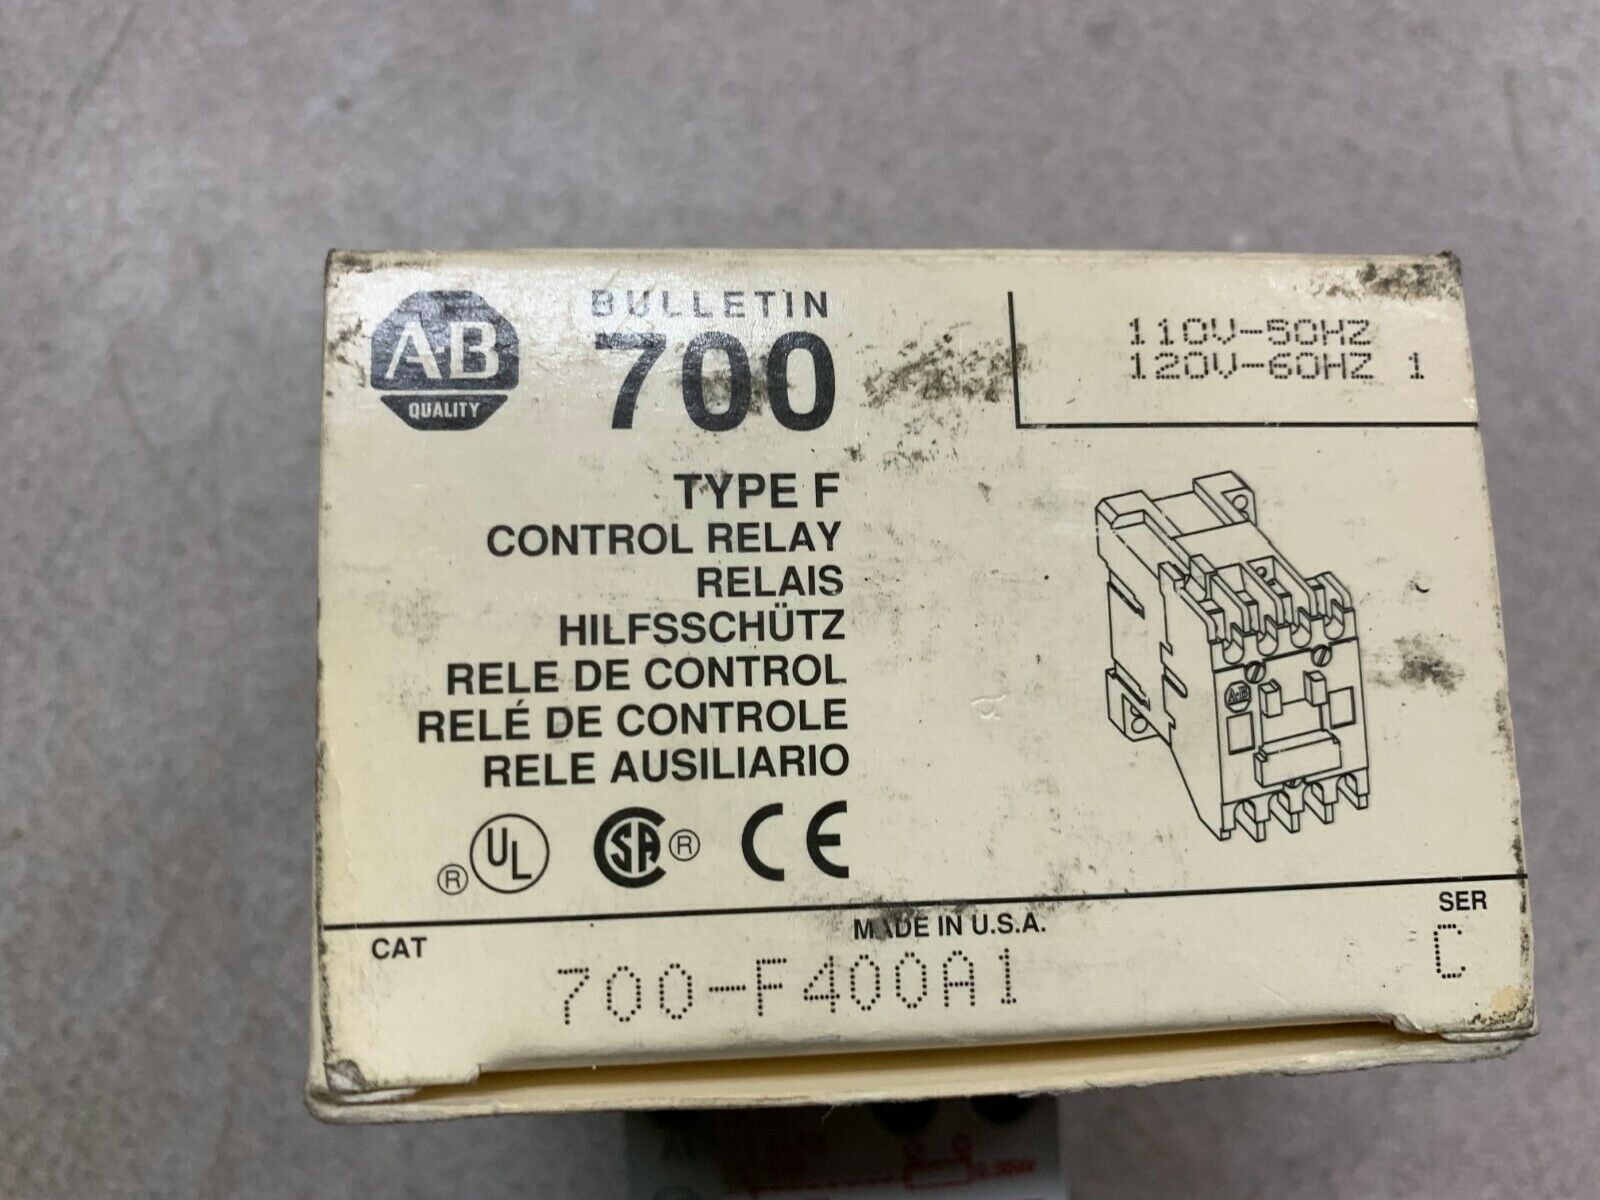 A-B
QUALITY
BULLETIN
700
110V-50HZ
120V-60HZ 1
TYPE F
CONTROL RELAY
RELAIS
HILFSSCHÜTZ
RELE DE CONTROL
RELÉ DE CONTROLE
RELE AUSILIARIO
A-B
® UL SA ® CE
CAT
MADE IN U.S.A.
SER
700-F400A1
C